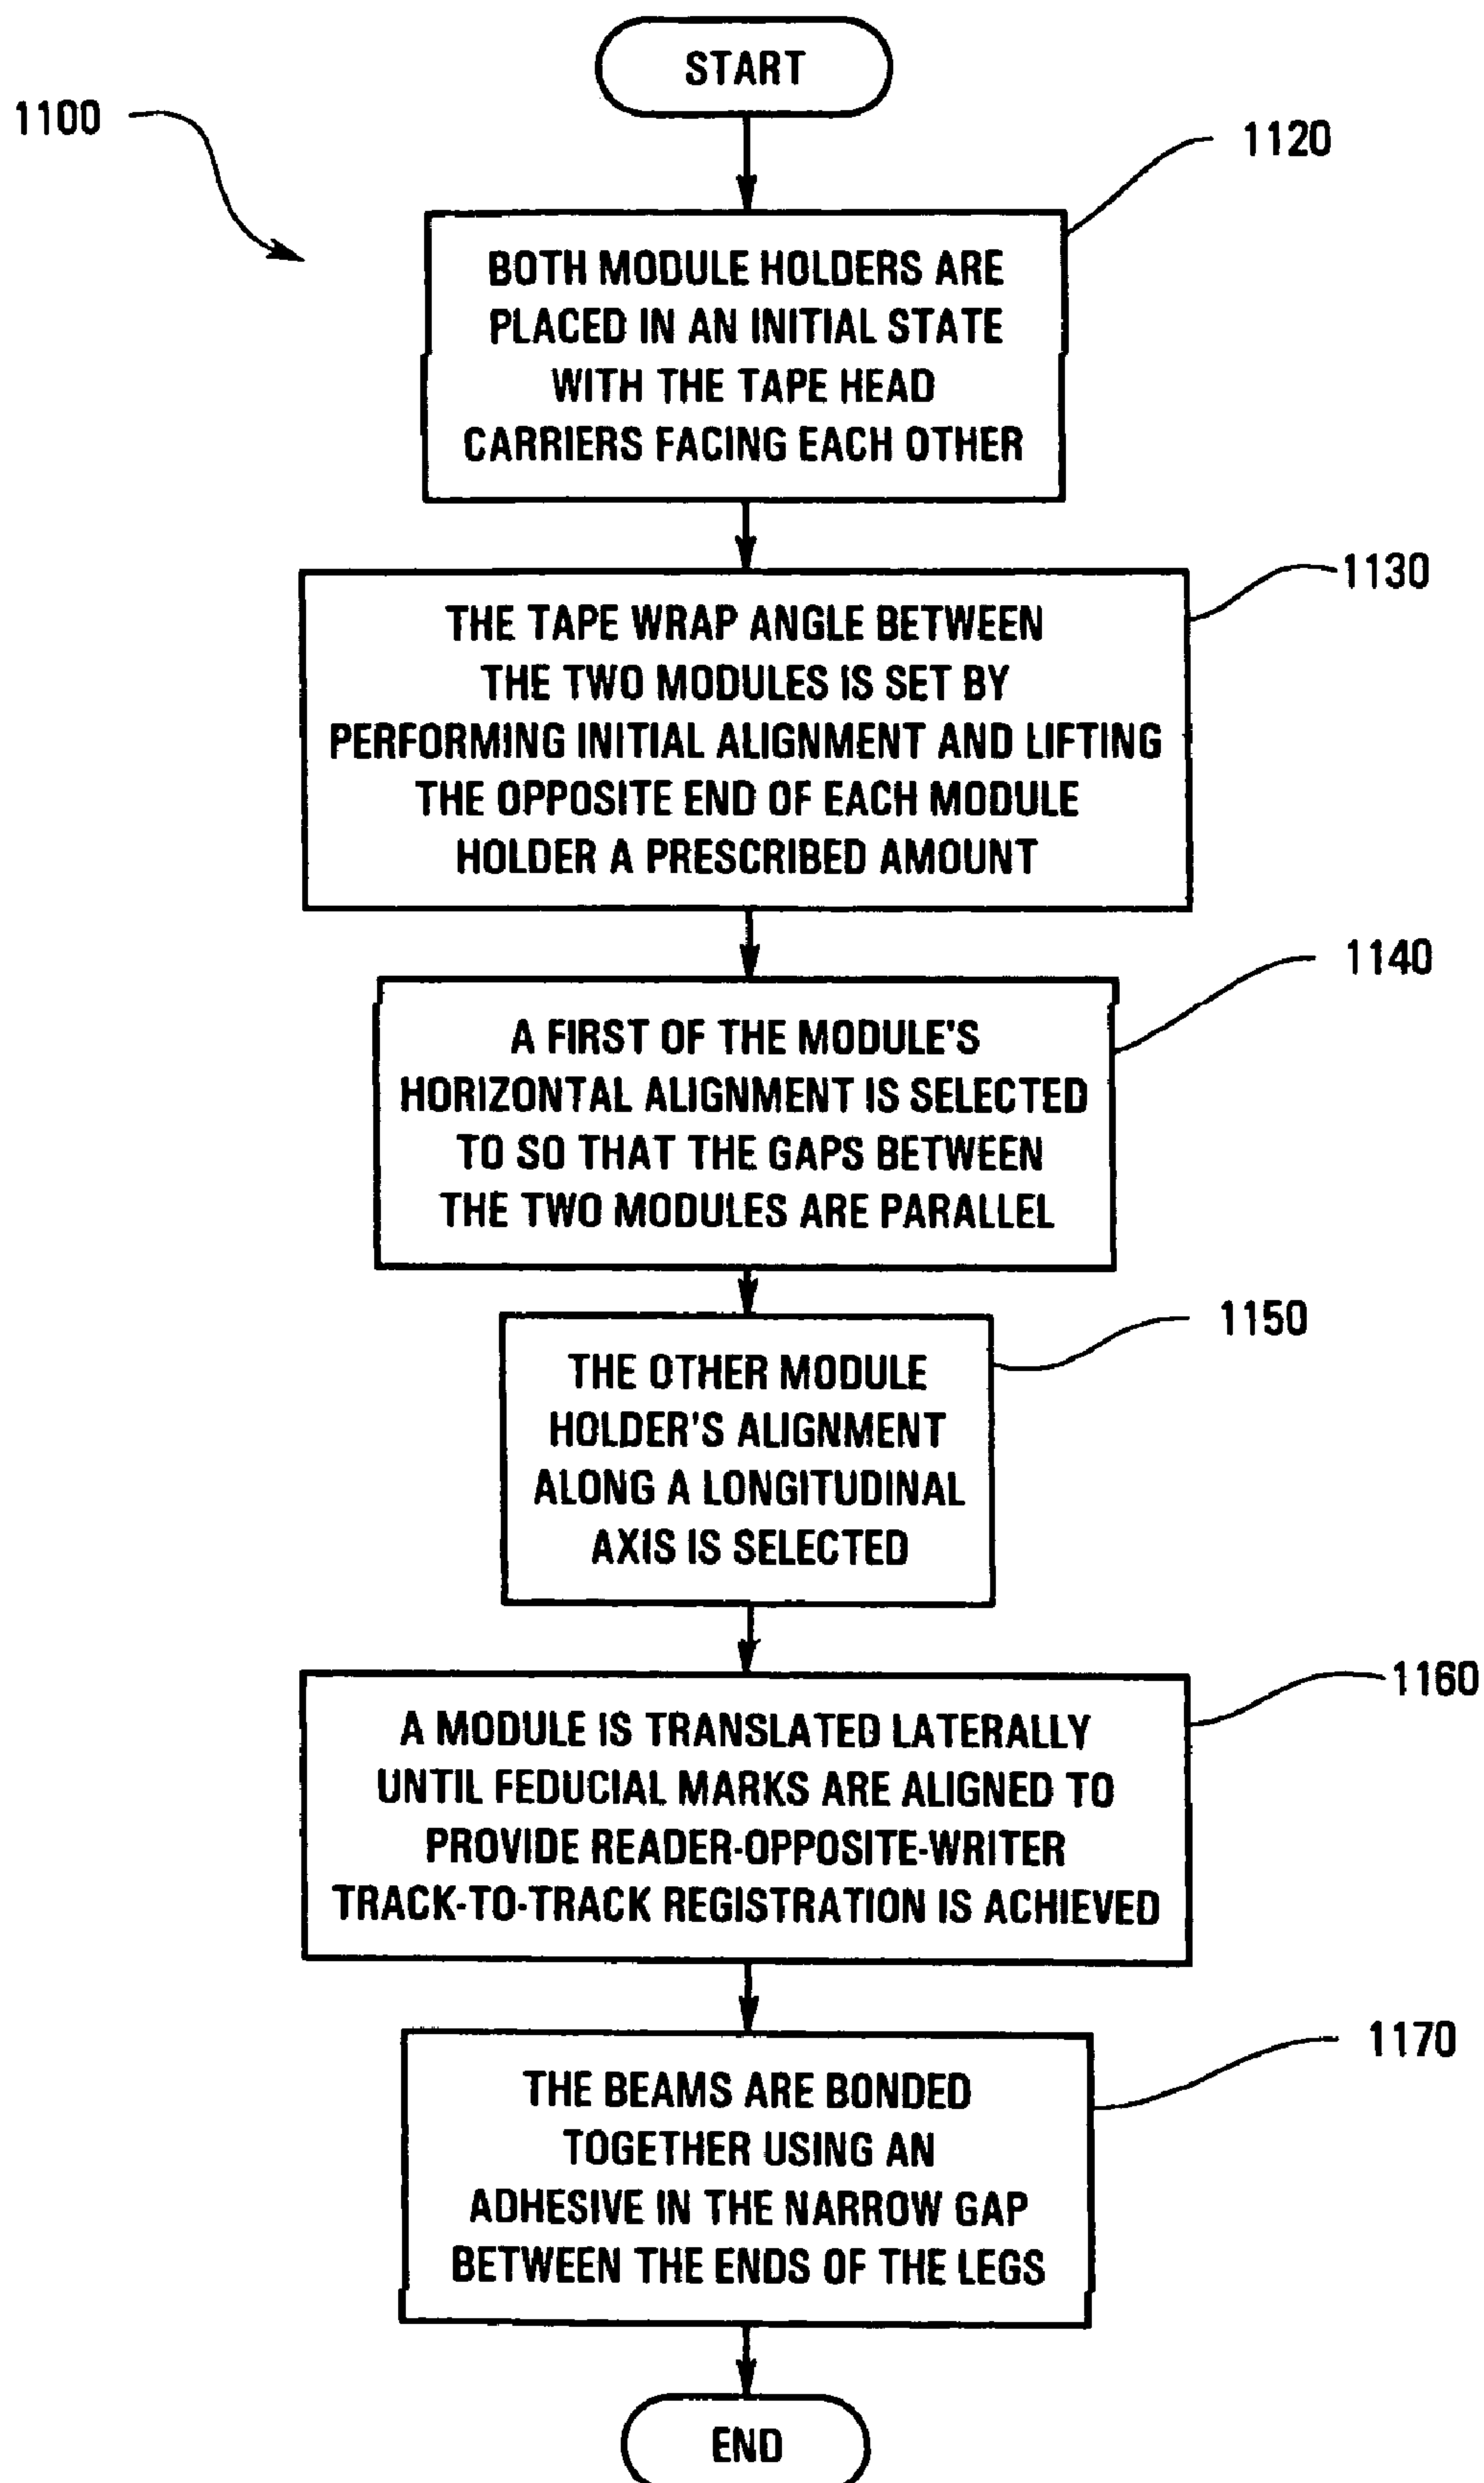 START
1100
1120
BOTH MODULE HOLDERS ARE
PLACED IN AN INITIAL STATE
WITH THE TAPE HEAD
CARRIERS FACING EACH OTHER
1130
THE TAPE WRAP ANGLE BETWEEN
THE TWO MODULES IS SET BY
PERFORMING INITIAL ALIGNMENT AND LIFTING
THE OPPOSITE END OF EACH MODULE
HOLDER A PRESCRIBED AMOUNT
1140
A FIRST OF THE MODULE'S
HORIZONTAL ALIGNMENT IS SELECTED
TO SO THAT THE GAPS BETWEEN
THE TWO MODULES ARE PARALLEL
1150
THE OTHER MODULE
HOLDER'S ALIGNMENT
ALONG A LONGITUDINAL
AXIS IS SELECTED
1160
A MODULE IS TRANSLATED LATERALLY
UNTIL FEDUCIAL MARKS ARE ALIGNED TO
PROVIDE READER-OPPOSITE-WRITER
TRACK-TO-TRACK REGISTRATION IS ACHIEVED
1170
THE BEAMS ARE BONDED
TOGETHER USING AN
ADHESIVE IN THE NARROW GAP
BETWEEN THE ENDS OF THE LEGS
END